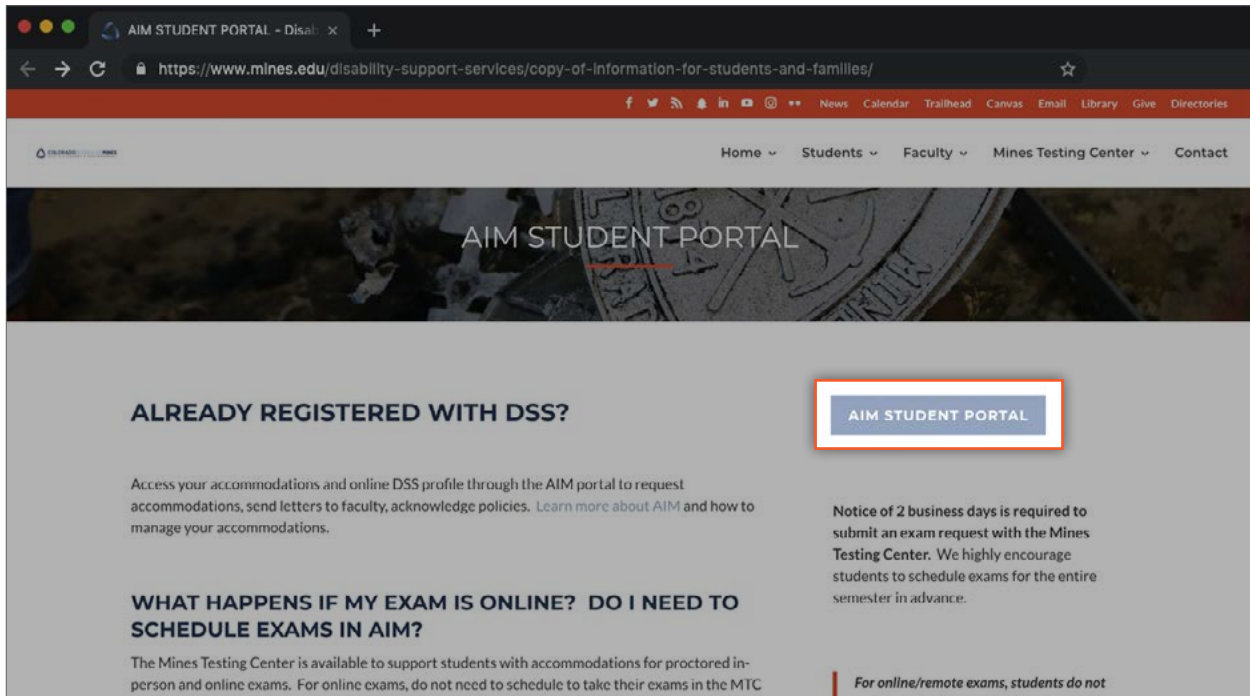 AIM STUDENT PORTAL - Disab
https://www.mines.edu/disability-support-services/copy-of-information-for-students-and-families/
News Calendar Trailhead Canvas Email Library Give Directories
COLORADO MINES
Home Students Faculty Mines Testing Center Contact
AIM STUDENT PORTAL
ALREADY REGISTERED WITH DSS?
Access your accommodations and online DSS profile through the AIM portal to request
accommodations, send letters to faculty, acknowledge policies. Learn more about AIM and how to
manage your accommodations.
WHAT HAPPENS IF MY EXAM IS ONLINE? DO I NEED TO
SCHEDULE EXAMS IN AIM?
The Mines Testing Center is available to support students with accommodations for proctored in-
person and online exams. For online exams, do not need to schedule to take their exams in the MTC
AIM STUDENT PORTAL
Notice of 2 business days is required to
submit an exam request with the Mines
Testing Center. We highly encourage
students to schedule exams for the entire
semester in advance.
For online/remote exams, students do not